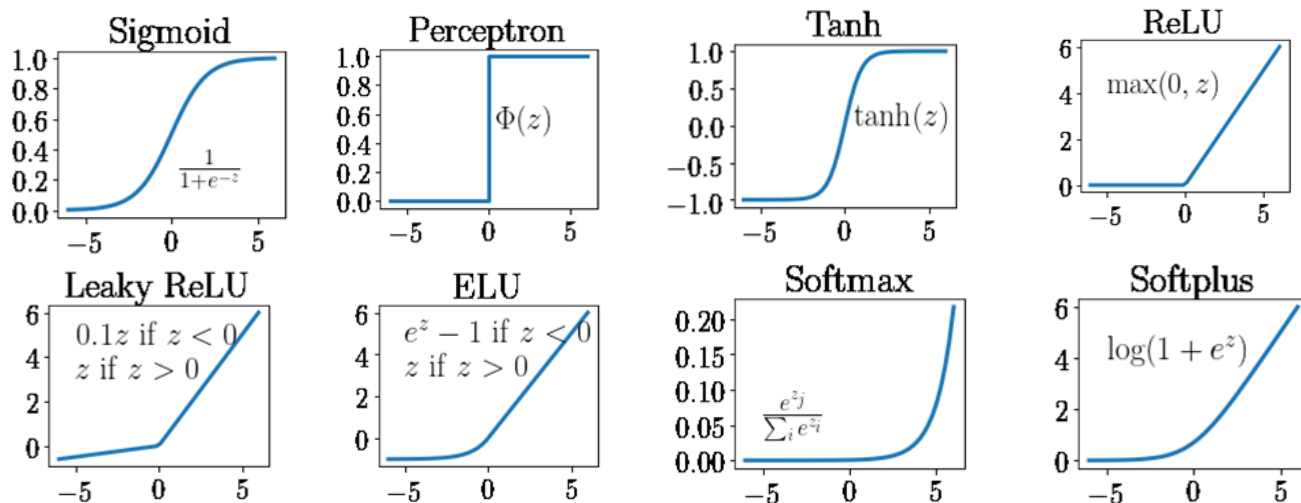 Sigmoid
1.0
0.8
0.6
0.4
0.2
0.0
1/(1+e^{-z})
−5 0 5
Perceptron
1.0
0.8
0.6
0.4
0.2
0.0
Φ(z)
−5 0 5
Tanh
1.0
0.5
0.0
−0.5
−1.0
tanh(z)
−5 0 5
ReLU
6
4
2
0
max(0, z)
−5 0 5
Leaky ReLU
6
4
2
0
0.1z if z < 0
z if z > 0
−5 0 5
ELU
6
4
2
0
e^z − 1 if z < 0
z if z > 0
−5 0 5
Softmax
0.20
0.15
0.10
0.05
0.00
e^{z_j}/∑_i e^{z_i}
−5 0 5
Softplus
6
4
2
0
log(1 + e^z)
−5 0 5